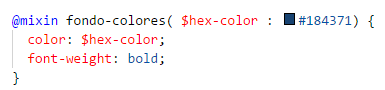 @mixin fondo-colores( $hex-color : #184371) {
color: $hex-color;
font-weight: bold;
}